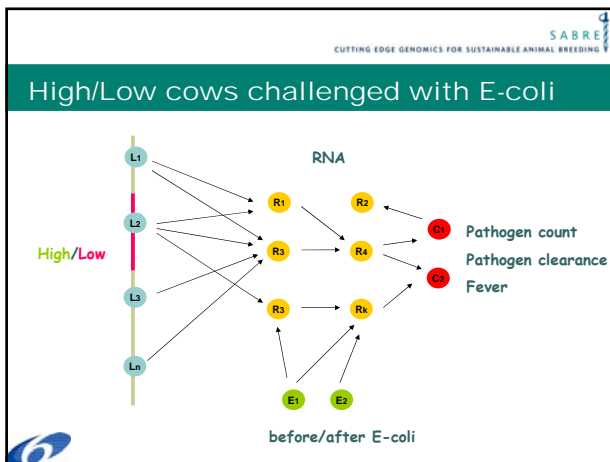 SABRE
CUTTING EDGE GENOMICS FOR SUSTAINABLE ANIMAL BREEDING
High/Low cows challenged with E-coli
L1
RNA
R1
R2
L2
C1
Pathogen count
High/Low
R3
R4
Pathogen clearance
C2
Fever
L3
R3
Rk
Ln
E1
E2
before/after E-coli